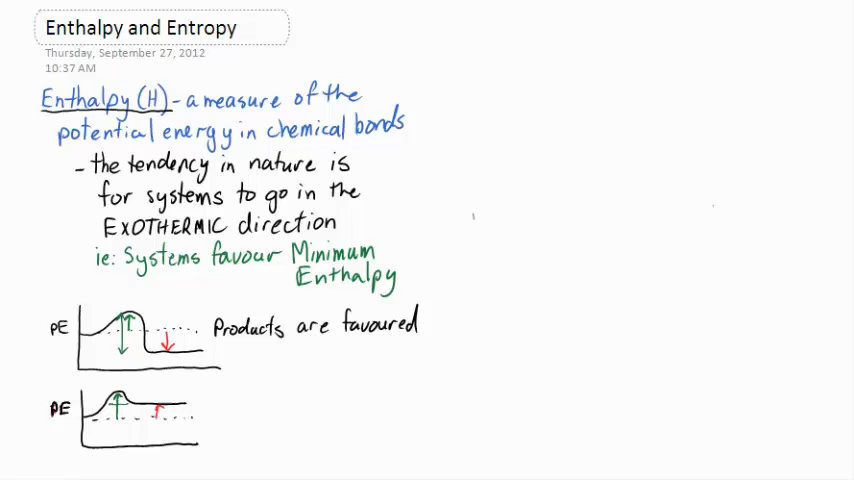 Enthalpy and Entropy
Thursday, September 27, 2012
10:37 AM
Enthalpy (H) - a measure of the
potential energy in chemical bonds
- the tendency in nature is
for systems to go in the
EXOTHERMIC direction
ie: Systems favour Minimum
Enthalpy
PE Products are favoured
PE